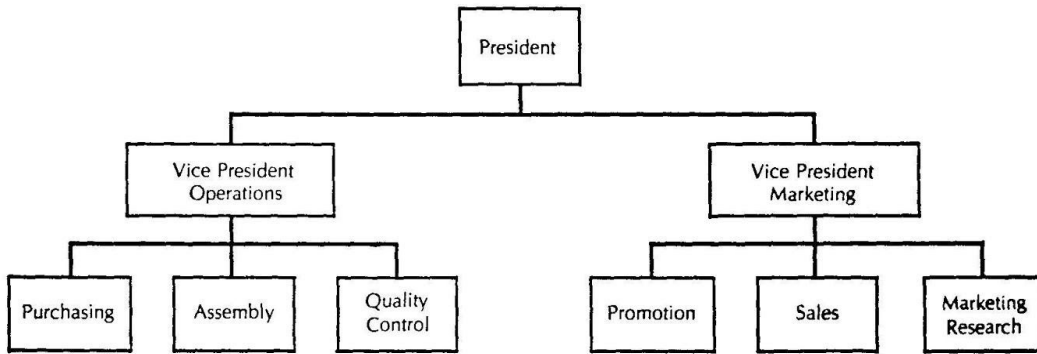 President
Vice President
Operations
Vice President
Marketing
Purchasing
Assembly
Quality
Control
Promotion
Sales
Marketing
Research